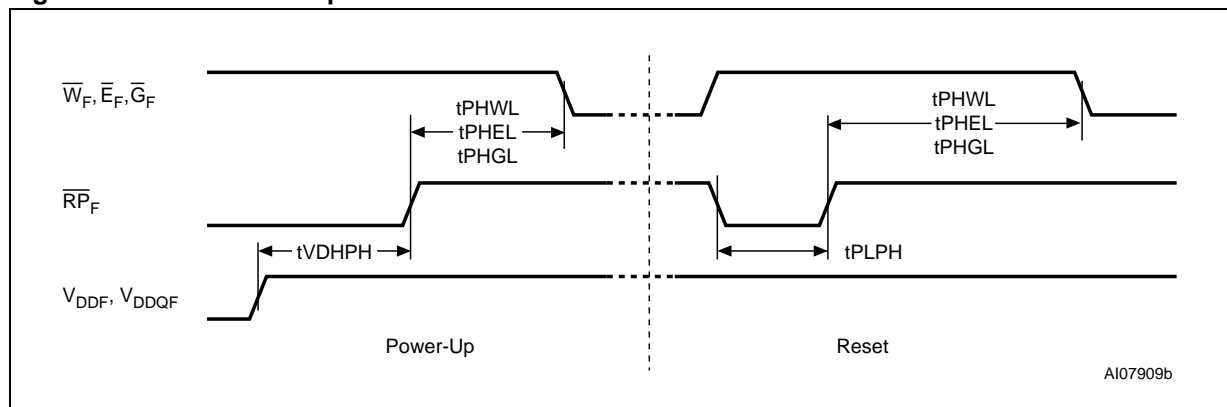 W̅F, E̅F, G̅F
tPHWL
tPHEL
tPHGL
tPHWL
tPHEL
tPHGL
R̅P̅F
tVDHPH
tPLPH
VDDF, VDDQF
Power-Up
Reset
AI07909b